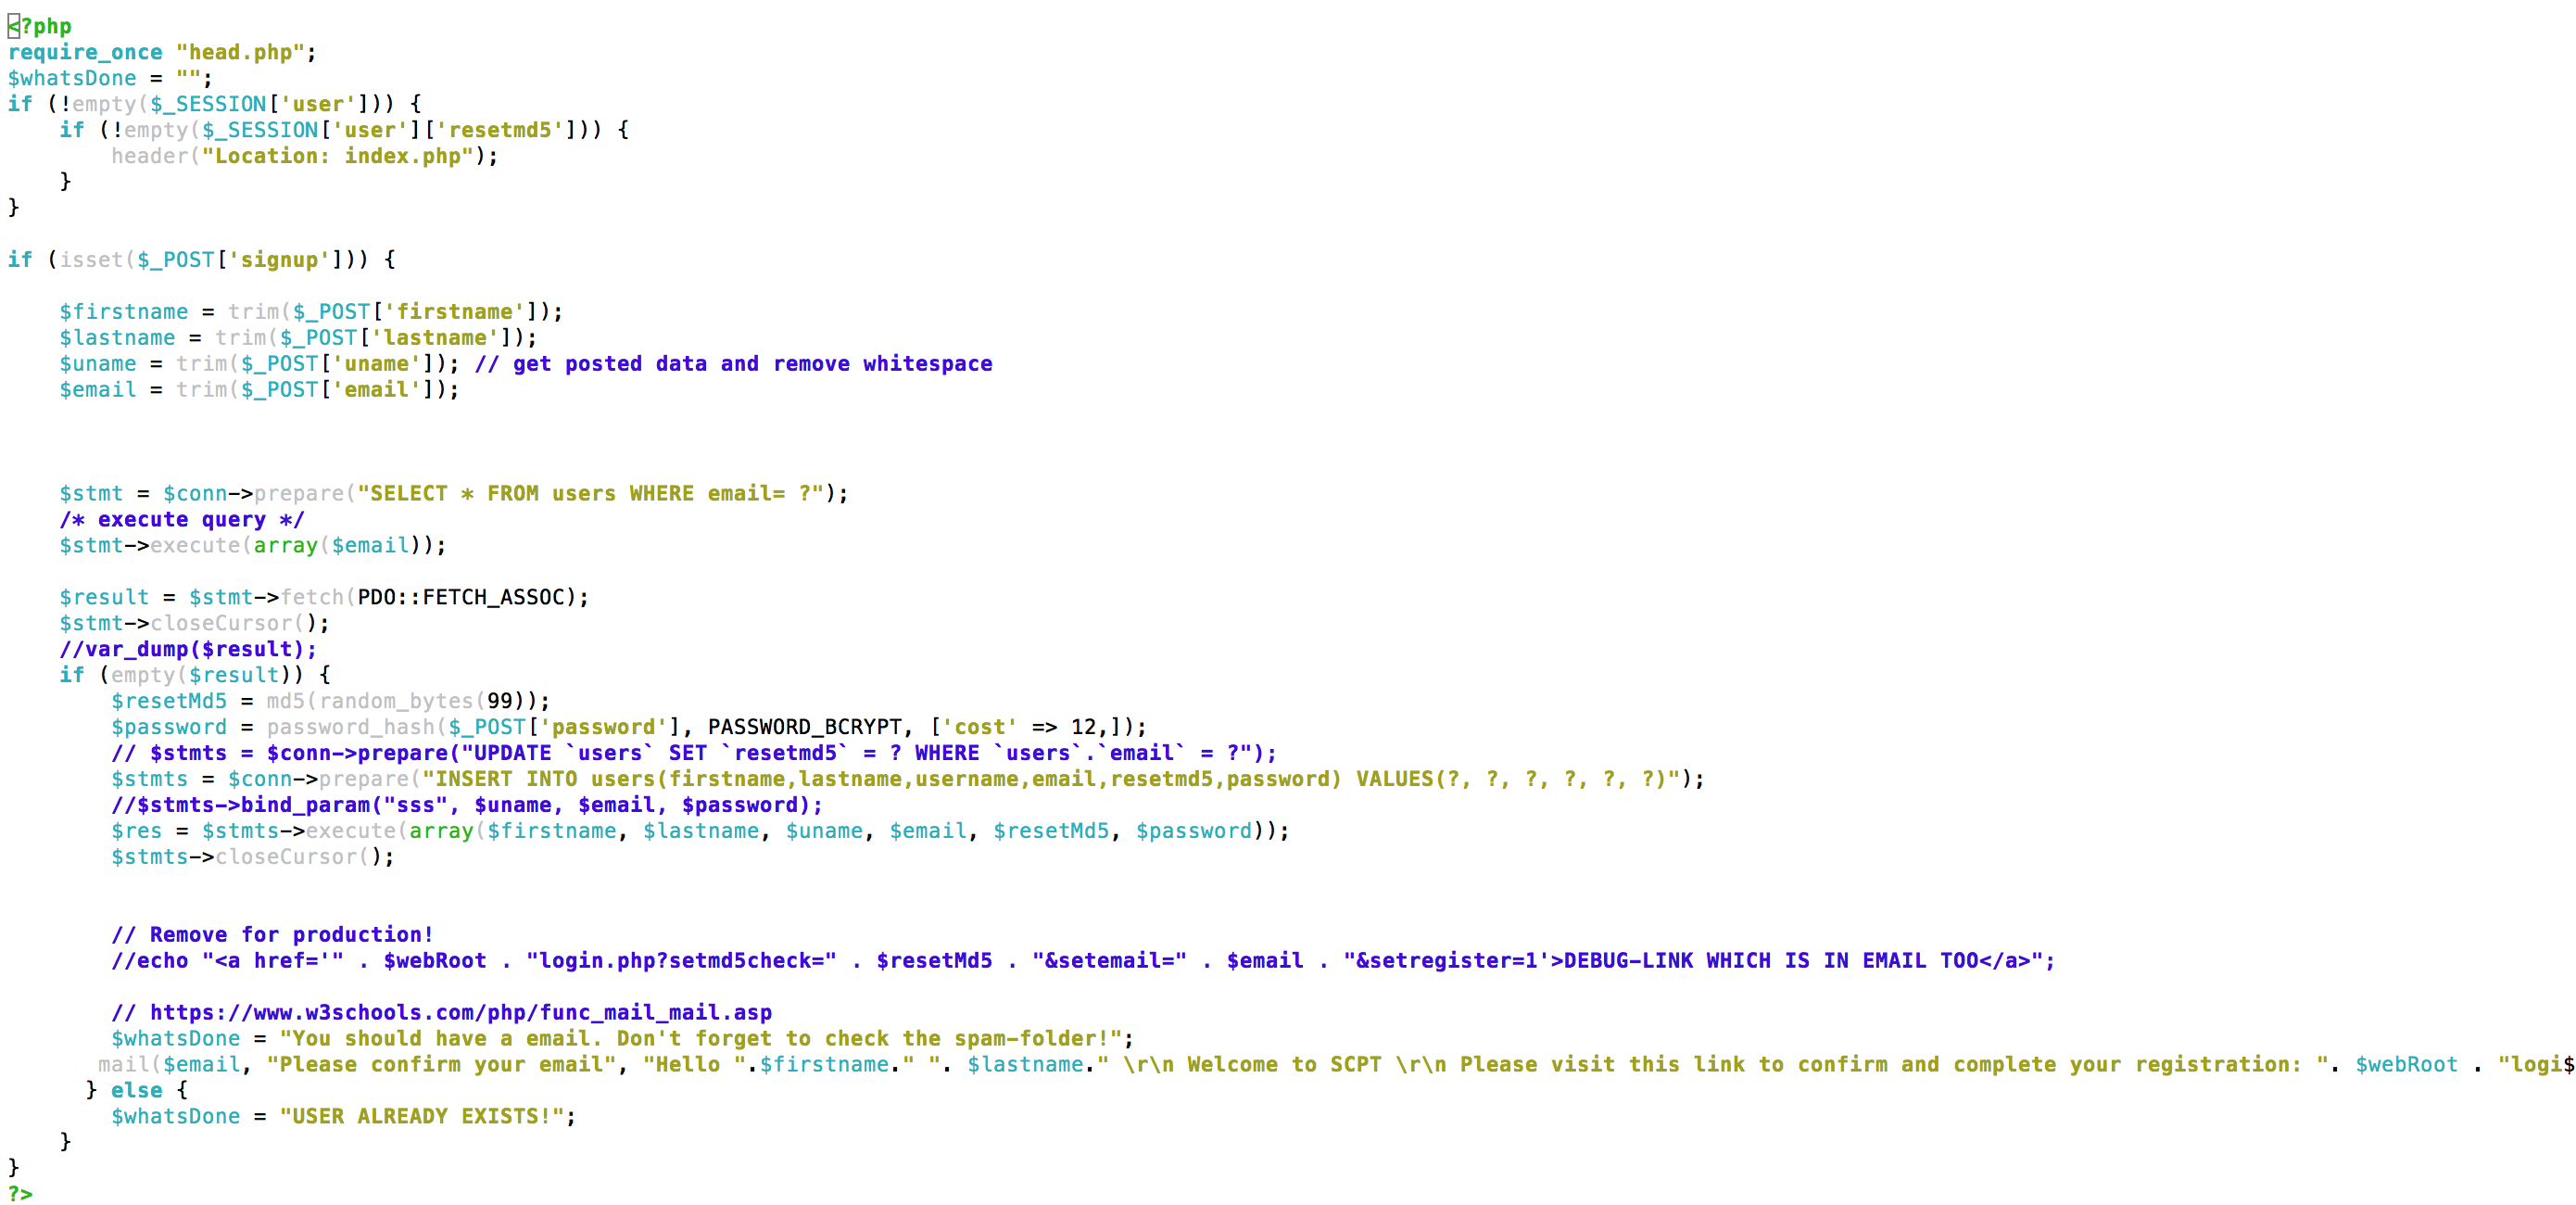 <?php
require_once "head.php";
$whatsDone = "";
if (!empty($_SESSION['user'])) {
    if (!empty($_SESSION['user']['resetmd5'])) {
        header("Location: index.php");
    }
}

if (isset($_POST['signup'])) {

    $firstname = trim($_POST['firstname']);
    $lastname = trim($_POST['lastname']);
    $uname = trim($_POST['uname']); // get posted data and remove whitespace
    $email = trim($_POST['email']);

    $stmt = $conn->prepare("SELECT * FROM users WHERE email= ?");
    /* execute query */
    $stmt->execute(array($email));

    $result = $stmt->fetch(PDO::FETCH_ASSOC);
    $stmt->closeCursor();
    //var_dump($result);
    if (empty($result)) {
        $resetMd5 = md5(random_bytes(99));
        $password = password_hash($_POST['password'], PASSWORD_BCRYPT, ['cost' => 12,]);
        // $stmts = $conn->prepare("UPDATE `users` SET `resetmd5` = ? WHERE `users`.`email` = ?");
        $stmts = $conn->prepare("INSERT INTO users(firstname,lastname,username,email,resetmd5,password) VALUES(?, ?, ?, ?, ?, ?)");
        //$stmts->bind_param("sss", $uname, $email, $password);
        $res = $stmts->execute(array($firstname, $lastname, $uname, $email, $resetMd5, $password));
        $stmts->closeCursor();

        // Remove for production!
        //echo "<a href='" . $webRoot . "login.php?setmd5check=" . $resetMd5 . "&setemail=" . $email . "&setregister=1'>DEBUG-LINK WHICH IS IN EMAIL TOO</a>";

        // https://www.w3schools.com/php/func_mail_mail.asp
        $whatsDone = "You should have a email. Don't forget to check the spam-folder!";
       mail($email, "Please confirm your email", "Hello ".$firstname." ". $lastname." \r\n Welcome to SCPT \r\n Please visit this link to confirm and complete your registration: ". $webRoot . "logi$
      } else {
        $whatsDone = "USER ALREADY EXISTS!";
    }
}
?>